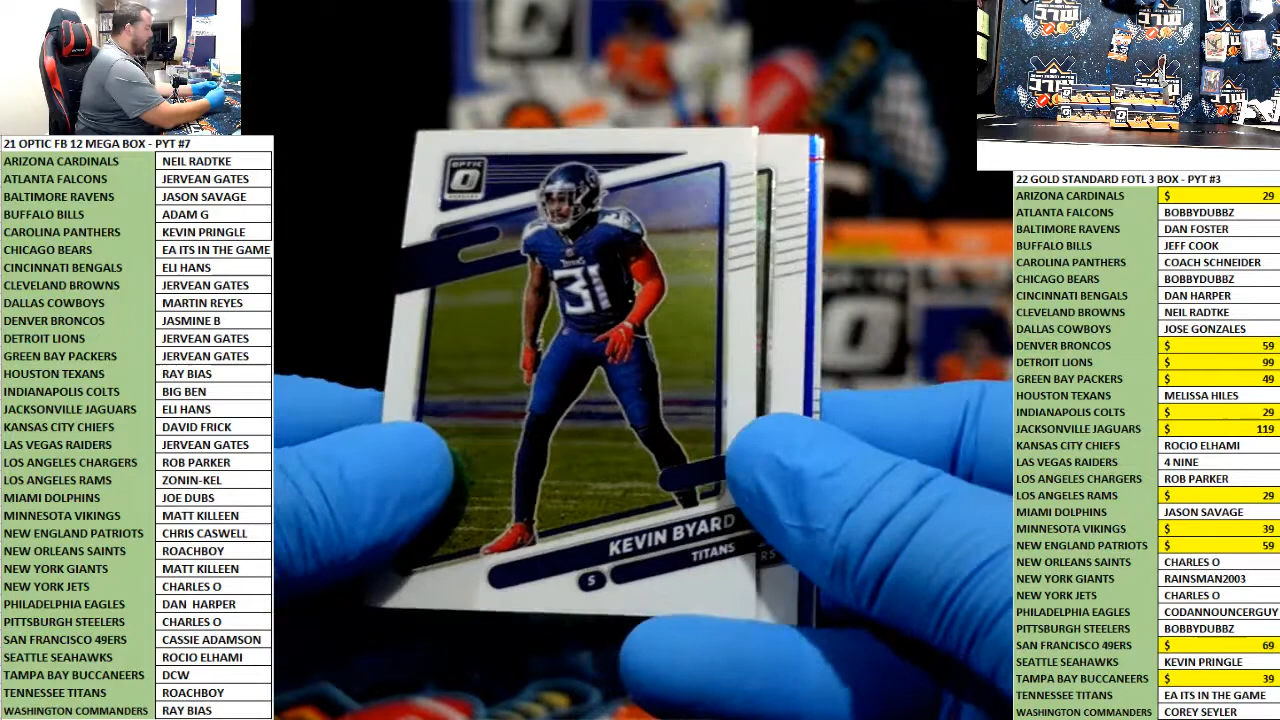 21 OPTIC FB 12 MEGA BOX - PYT #7
ARIZONA CARDINALS NEIL RADTKE
ATLANTA FALCONS JERVEAN GATES
BALTIMORE RAVENS JASON SAVAGE
BUFFALO BILLS ADAM G
CAROLINA PANTHERS KEVIN PRINGLE
CHICAGO BEARS EA ITS IN THE GAME
CINCINNATI BENGALS ELI HANS
CLEVELAND BROWNS JERVEAN GATES
DALLAS COWBOYS MARTIN REYES
DENVER BRONCOS JASMINE B
DETROIT LIONS JERVEAN GATES
GREEN BAY PACKERS JERVEAN GATES
HOUSTON TEXANS RAY BIAS
INDIANAPOLIS COLTS BIG BEN
JACKSONVILLE JAGUARS ELI HANS
KANSAS CITY CHIEFS DAVID FRICK
LAS VEGAS RAIDERS JERVEAN GATES
LOS ANGELES CHARGERS ROB PARKER
LOS ANGELES RAMS ZONIN-KEL
MIAMI DOLPHINS JOE DUBS
MINNESOTA VIKINGS MATT KILLEEN
NEW ENGLAND PATRIOTS CHRIS CASWELL
NEW ORLEANS SAINTS ROACHBOY
NEW YORK GIANTS MATT KILLEEN
NEW YORK JETS CHARLES O
PHILADELPHIA EAGLES DAN HARPER
PITTSBURGH STEELERS CHARLES O
SAN FRANCISCO 49ERS CASSIE ADAMSON
SEATTLE SEAHAWKS ROCIO ELHAMI
TAMPA BAY BUCCANEERS DCW
TENNESSEE TITANS ROACHBOY
WASHINGTON COMMANDERS RAY BIAS
OPTIC
TITANS
31
KEVIN BYARD
TITANS
S
RS
22 GOLD STANDARD FOTL 3 BOX - PYT #3
ARIZONA CARDINALS $ 29
ATLANTA FALCONS BOBBYDUBBZ
BALTIMORE RAVENS DAN FOSTER
BUFFALO BILLS JEFF COOK
CAROLINA PANTHERS COACH SCHNEIDER
CHICAGO BEARS BOBBYDUBBZ
CINCINNATI BENGALS DAN HARPER
CLEVELAND BROWNS NEIL RADTKE
DALLAS COWBOYS JOSE GONZALES
DENVER BRONCOS $ 59
DETROIT LIONS $ 99
GREEN BAY PACKERS $ 49
HOUSTON TEXANS MELISSA HILES
INDIANAPOLIS COLTS $ 29
JACKSONVILLE JAGUARS $ 119
KANSAS CITY CHIEFS ROCIO ELHAMI
LAS VEGAS RAIDERS 4 NINE
LOS ANGELES CHARGERS ROB PARKER
LOS ANGELES RAMS $ 29
MIAMI DOLPHINS JASON SAVAGE
MINNESOTA VIKINGS $ 39
NEW ENGLAND PATRIOTS $ 59
NEW ORLEANS SAINTS CHARLES O
NEW YORK GIANTS RAINSMAN2003
NEW YORK JETS CHARLES O
PHILADELPHIA EAGLES CODANNOUNCERGUY
PITTSBURGH STEELERS BOBBYDUBBZ
SAN FRANCISCO 49ERS $ 69
SEATTLE SEAHAWKS KEVIN PRINGLE
TAMPA BAY BUCCANEERS $ 39
TENNESSEE TITANS EA ITS IN THE GAME
WASHINGTON COMMANDERS COREY SEYLER